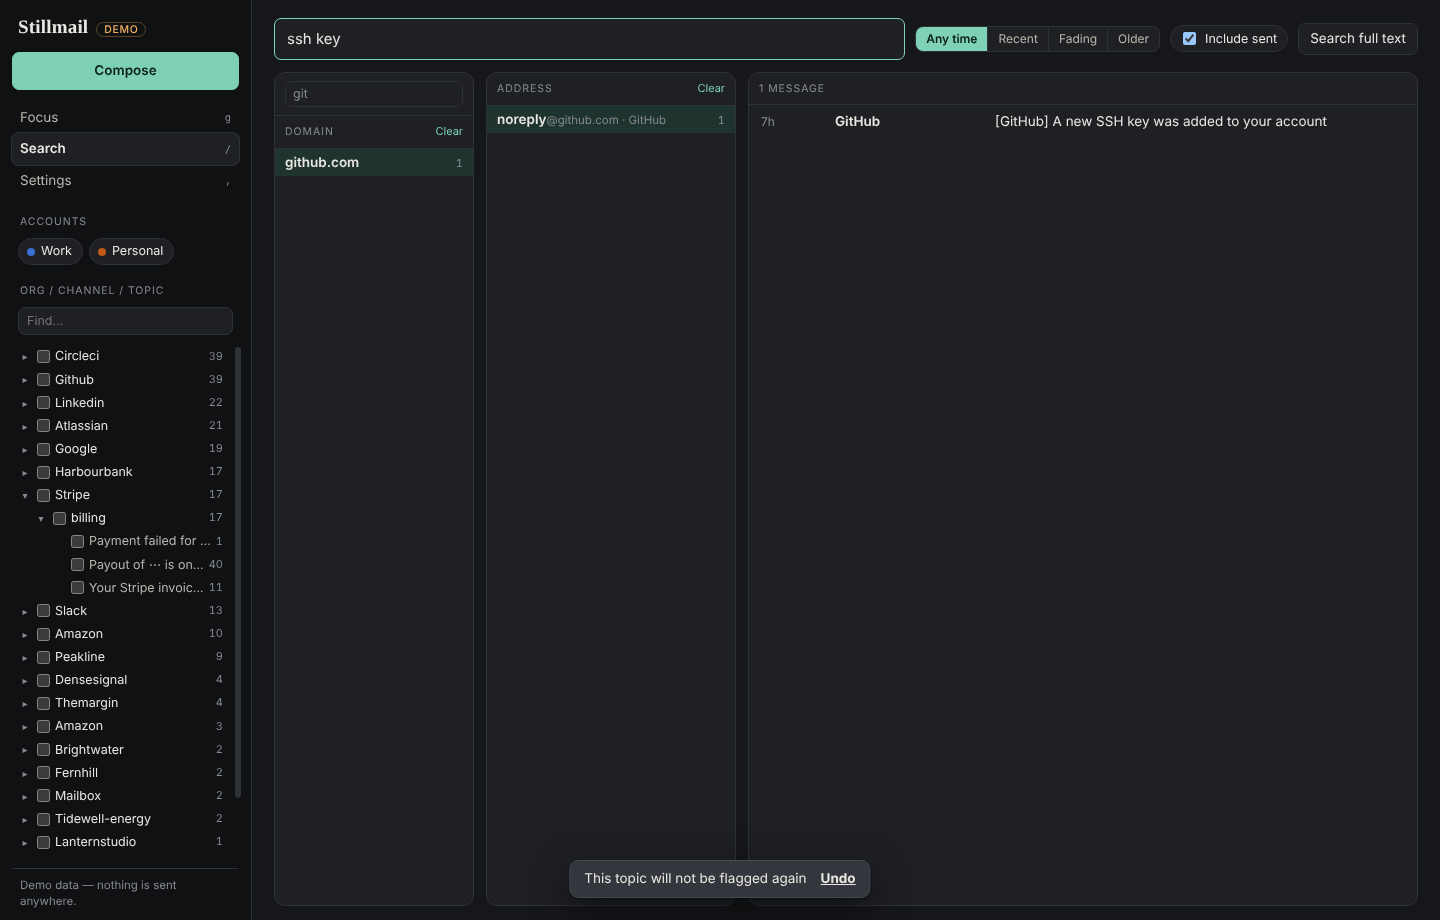 Stillmail DEMO
Compose
Focus g
Search /
Settings ,
ACCOUNTS
Work Personal
ORG / CHANNEL / TOPIC
Find...
Circleci 39
Github 39
Linkedin 22
Atlassian 21
Google 19
Harbourbank 17
Stripe 17
billing 17
Payment failed for ... 1
Payout of ⋯ is on... 40
Your Stripe invoic... 11
Slack 13
Amazon 10
Peakline 9
Densesignal 4
Themargin 4
Amazon 3
Brightwater 2
Fernhill 2
Mailbox 2
Tidewell-energy 2
Lanternstudio 1
Demo data — nothing is sent
anywhere.
ssh key
Any time Recent Fading Older
Include sent
Search full text
git
DOMAIN Clear
github.com 1
ADDRESS Clear
noreply@github.com · GitHub 1
1 MESSAGE
7h GitHub [GitHub] A new SSH key was added to your account
This topic will not be flagged again Undo